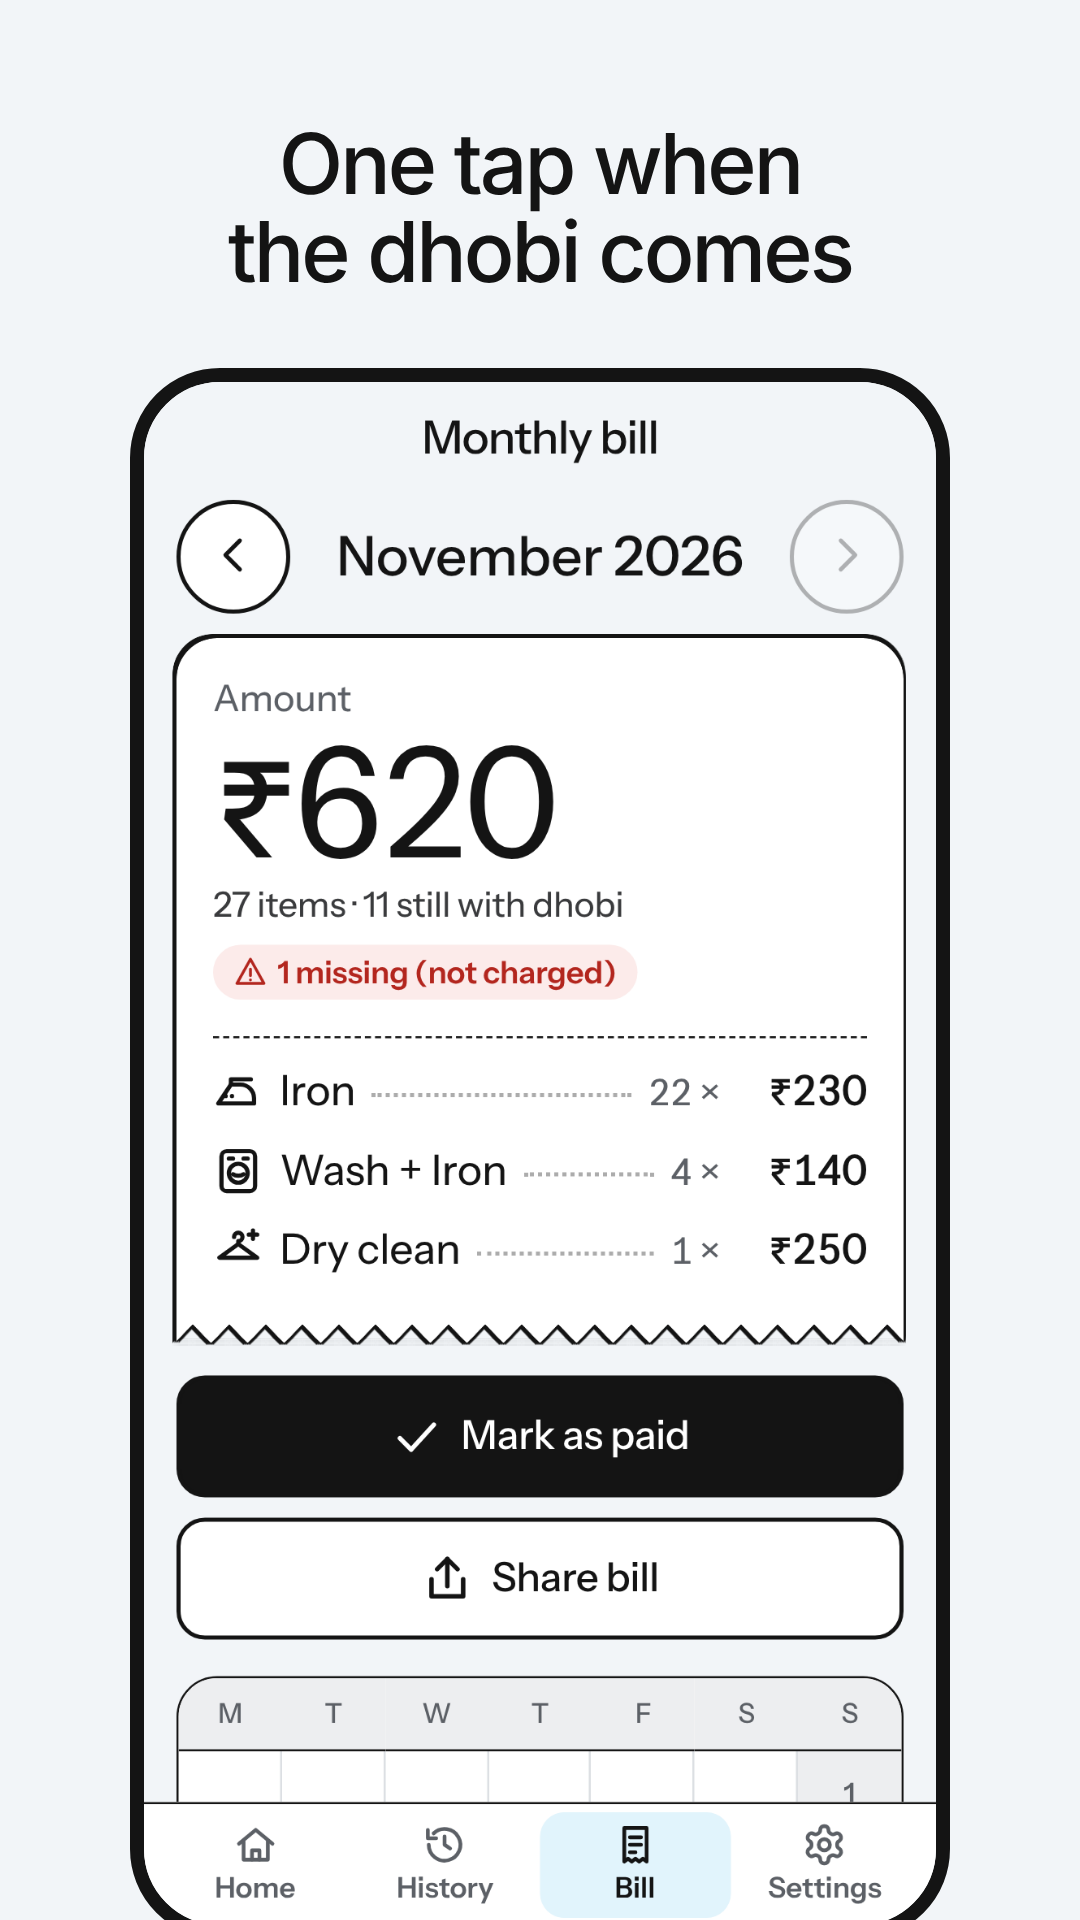 One tap when
the dhobi comes
Monthly bill
November 2026
Amount
₹620
27 items · 11 still with dhobi
1 missing (not charged)
Iron 22 × ₹230
Wash + Iron 4 × ₹140
Dry clean 1 × ₹250
Mark as paid
Share bill
M T W T F S S
1
Home History Bill Settings